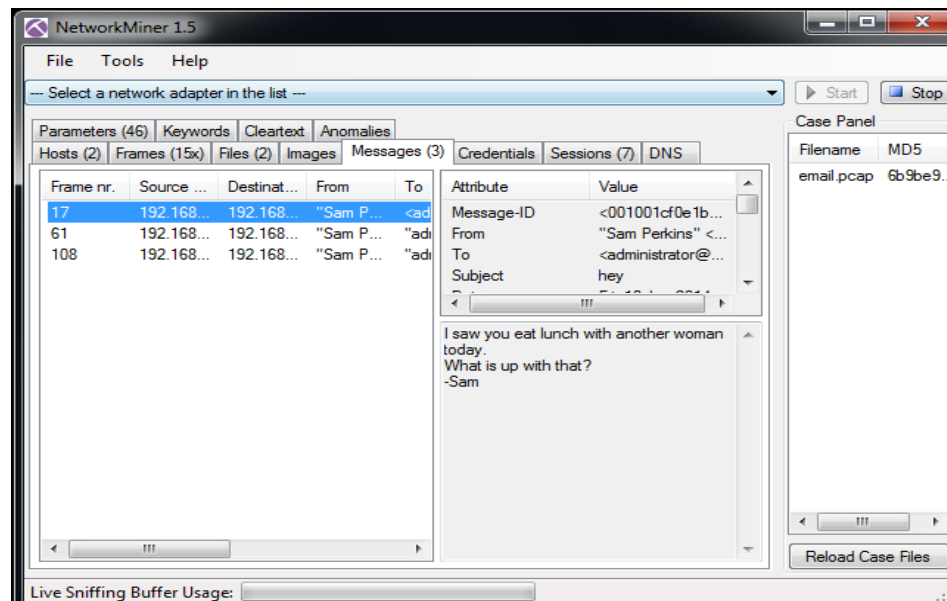 NetworkMiner 1.5
File Tools Help
--- Select a network adapter in the list ---
Start Stop
Parameters (46) Keywords Cleartext Anomalies
Hosts (2) Frames (15x) Files (2) Images Messages (3) Credentials Sessions (7) DNS
Frame nr. Source ... Destinat... From To
17 192.168... 192.168... "Sam P... <ad
61 192.168... 192.168... "Sam P... "adı
108 192.168... 192.168... "Sam P... "adı
Attribute Value
Message-ID <001001cf0e1b...
From "Sam Perkins" <...
To <administrator@...
Subject hey
I saw you eat lunch with another woman
today.
What is up with that?
-Sam
Case Panel
Filename MD5
email.pcap 6b9be9...
Reload Case Files
Live Sniffing Buffer Usage: